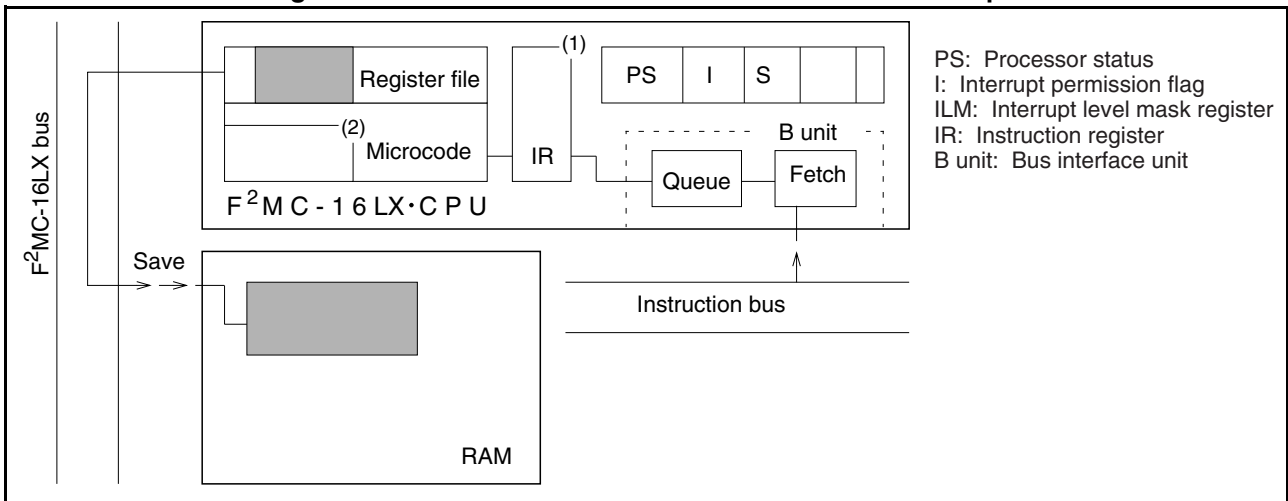 (1)
PS: Processor status
I: Interrupt permission flag
ILM: Interrupt level mask register
IR: Instruction register
B unit: Bus interface unit
Register file
PS I S
(2)
Microcode
IR
B unit
Queue
Fetch
F²MC-16LX·CPU
F²MC-16LX bus
Save
Instruction bus
RAM